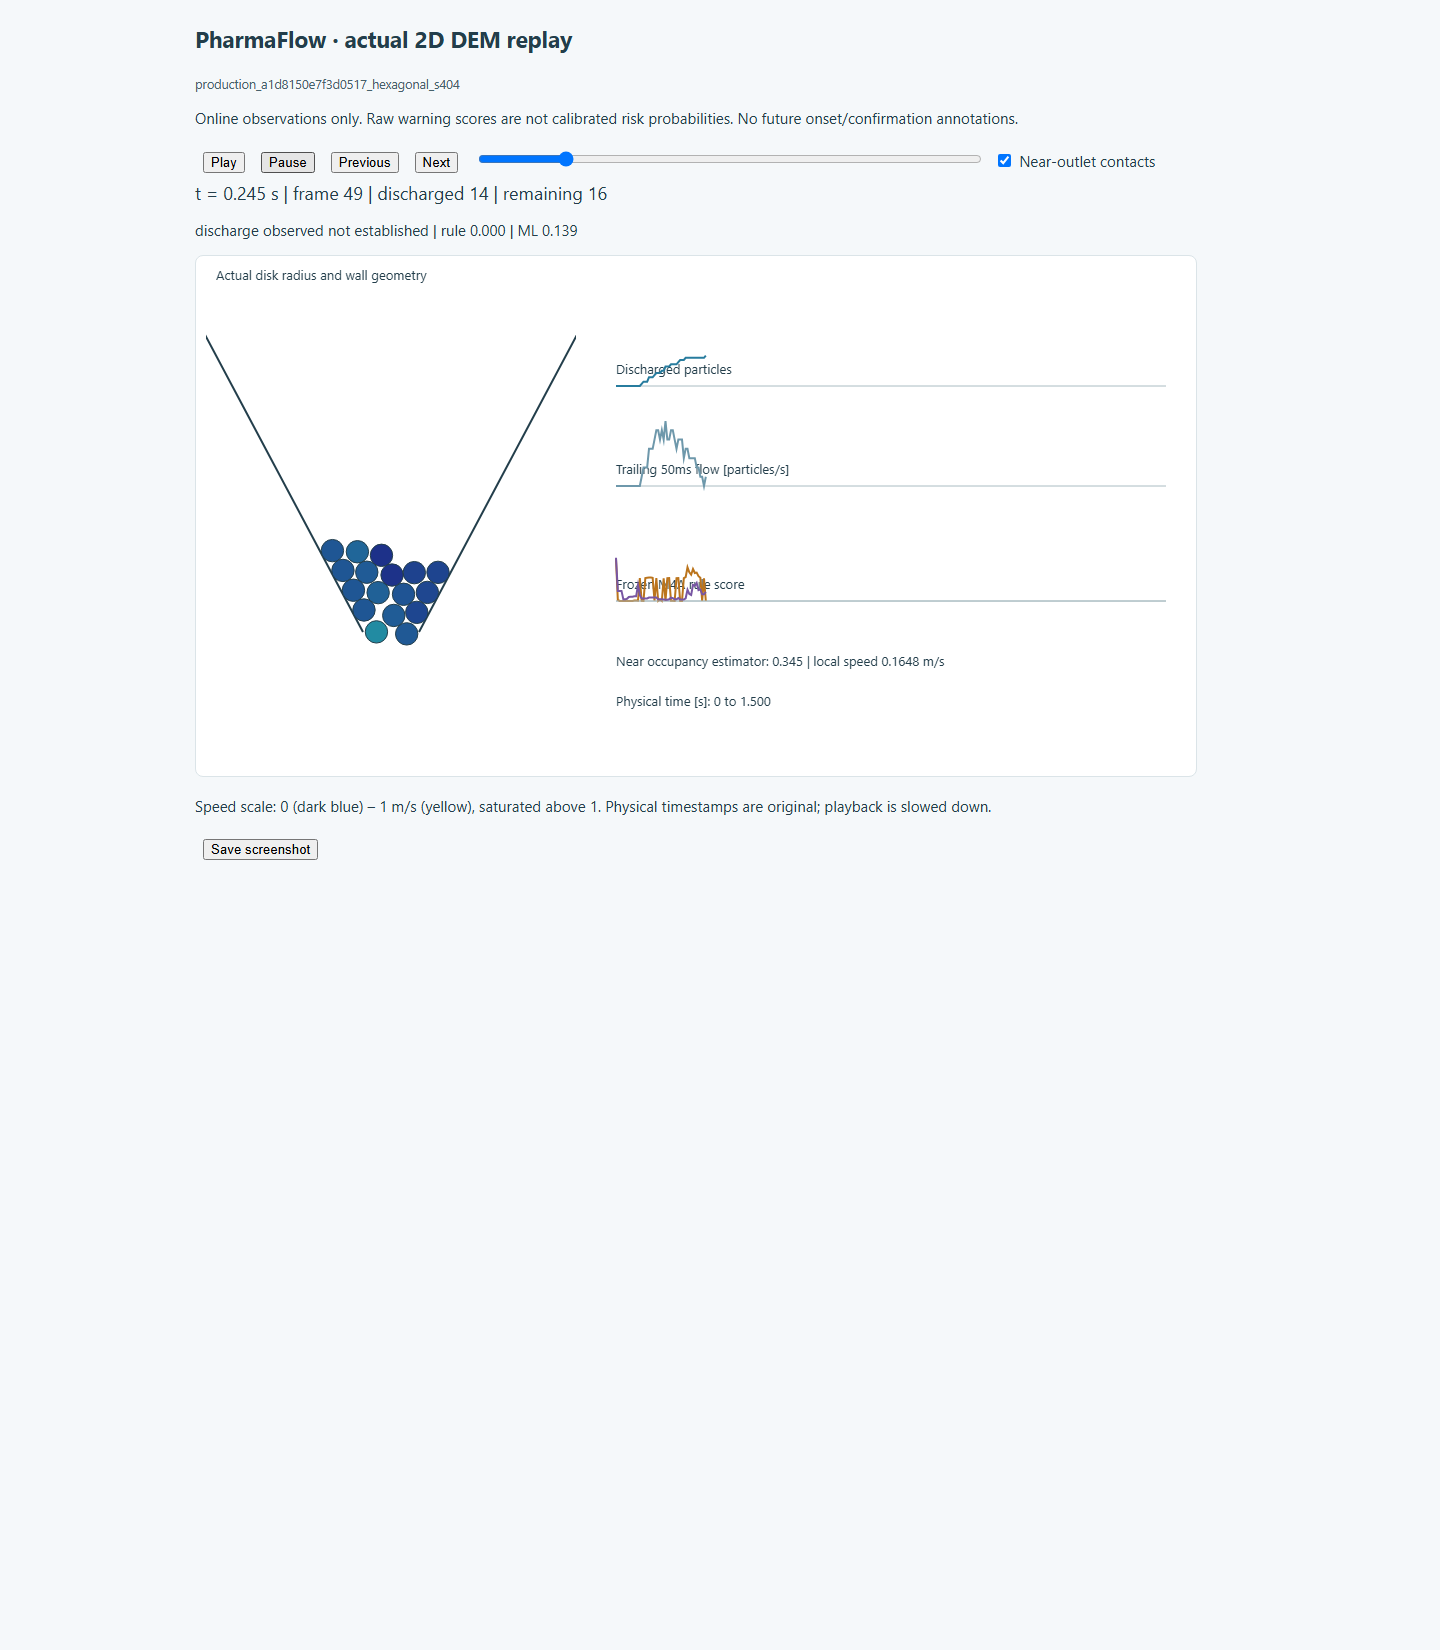 PharmaFlow · actual 2D DEM replay
production_a1d8150e7f3d0517_hexagonal_s404
Online observations only. Raw warning scores are not calibrated risk probabilities. No future onset/confirmation annotations.
Play Pause Previous Next Near-outlet contacts
t = 0.245 s | frame 49 | discharged 14 | remaining 16
discharge observed not established | rule 0.000 | ML 0.139
Actual disk radius and wall geometry
Discharged particles
Trailing 50ms flow [particles/s]
Frozen rule score
Near occupancy estimator: 0.345 | local speed 0.1648 m/s
Physical time [s]: 0 to 1.500
Speed scale: 0 (dark blue) – 1 m/s (yellow), saturated above 1. Physical timestamps are original; playback is slowed down.
Save screenshot